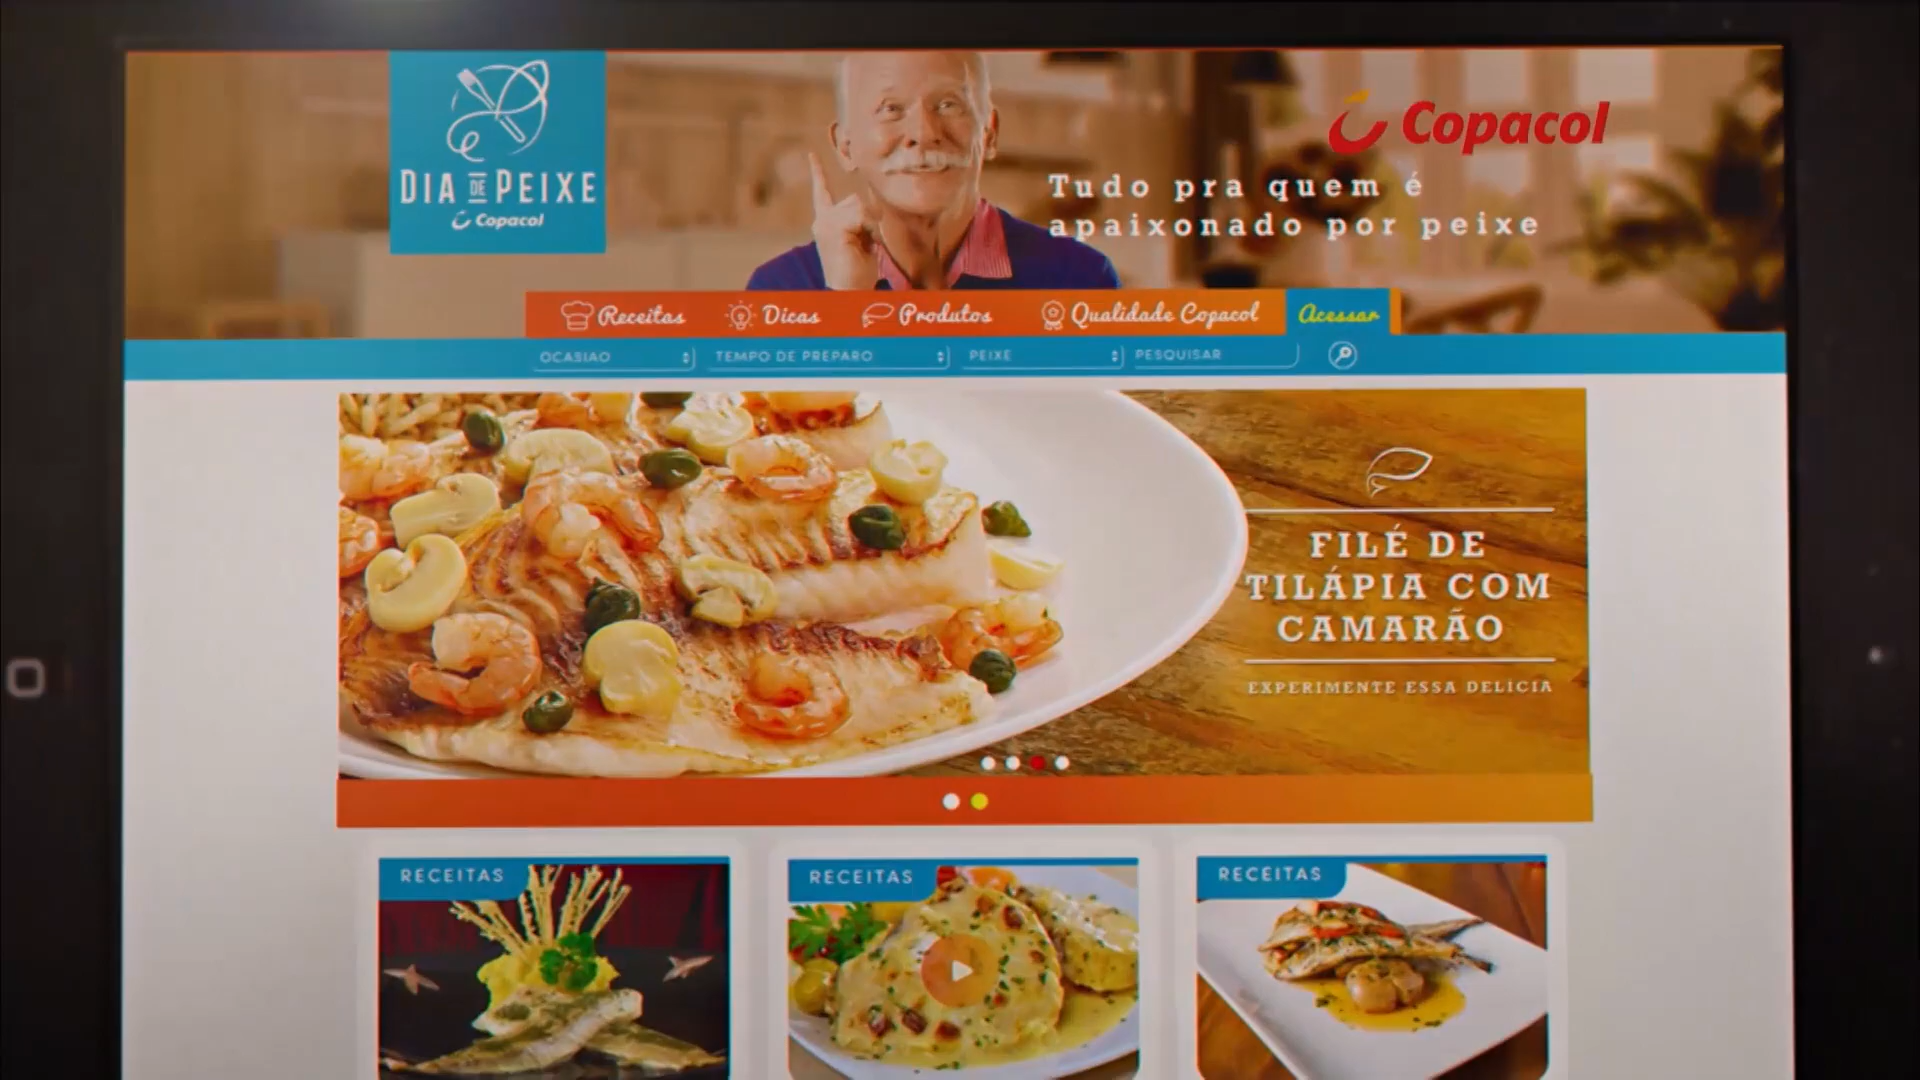 DIA DE PEIXE
Copacol
Copacol
Tudo pra quem é
apaixonado por peixe
Receitas
Dicas
Produtos
Qualidade Copacol
Acessar
OCASIAO
TEMPO DE PREPARO
PEIXE
PESQUISAR
FILÉ DE
TILÁPIA COM
CAMARÃO
EXPERIMENTE ESSA DELÍCIA
RECEITAS
RECEITAS
RECEITAS